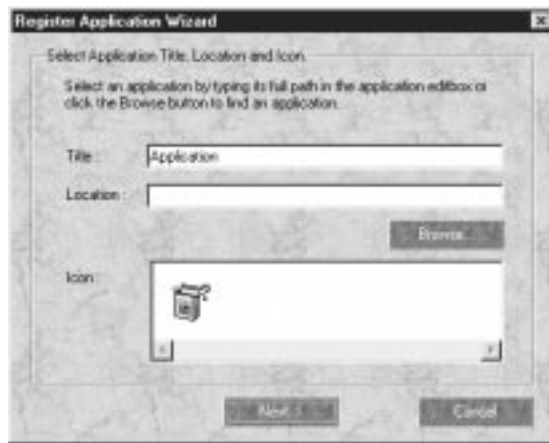 Register Application Wizard
Select Application Title, Location and Icon.
Select an application by typing its full path in the application editbox or
click the Browse button to find an application.
Title :
Application
Location :
Browse...
Icon :
Next >
Cancel